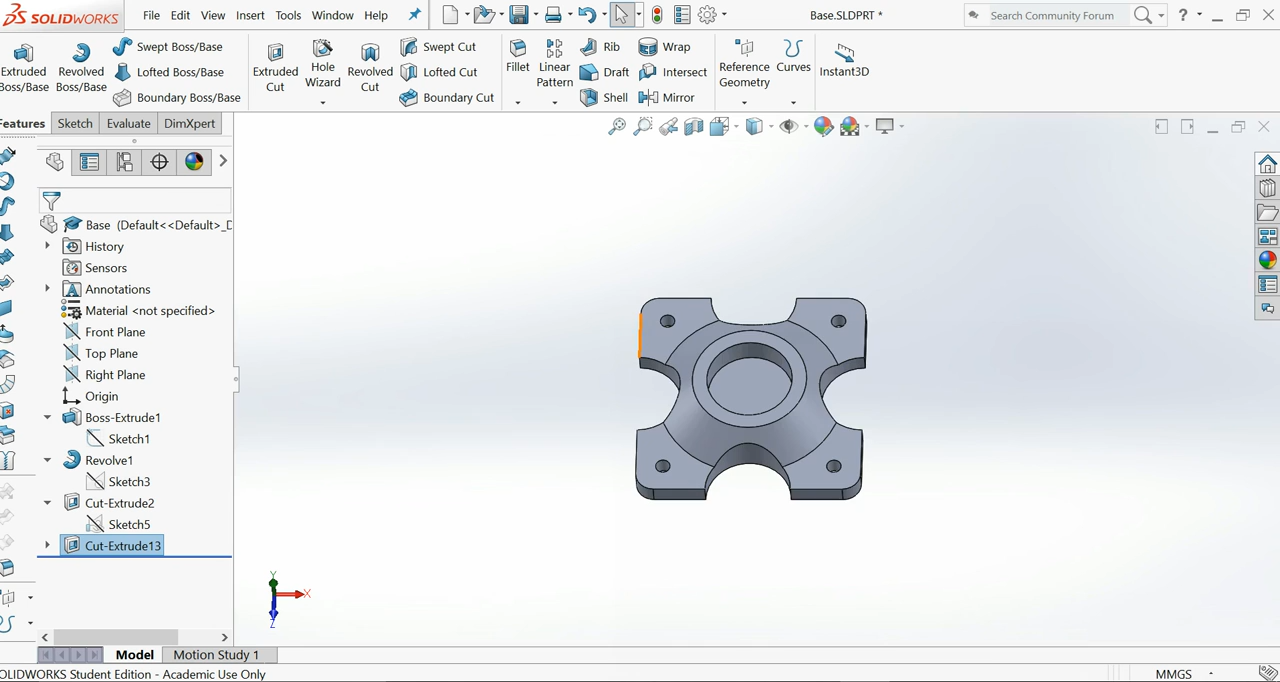 SOLIDWORKS File Edit View Insert Tools Window Help Base.SLDPRT * Search Community Forum ?
Extruded Boss/Base Revolved Boss/Base Swept Boss/Base Lofted Boss/Base Boundary Boss/Base Extruded Cut Hole Wizard Revolved Cut Swept Cut Lofted Cut Boundary Cut Fillet Linear Pattern Rib Draft Shell Wrap Intersect Mirror Reference Geometry Curves Instant3D
Features Sketch Evaluate DimXpert
Base (Default<<Default>_D
History
Sensors
Annotations
Material <not specified>
Front Plane
Top Plane
Right Plane
Origin
Boss-Extrude1
Sketch1
Revolve1
Sketch3
Cut-Extrude2
Sketch5
Cut-Extrude13
Y
X
Z
Model Motion Study 1
OLIDWORKS Student Edition - Academic Use Only MMGS